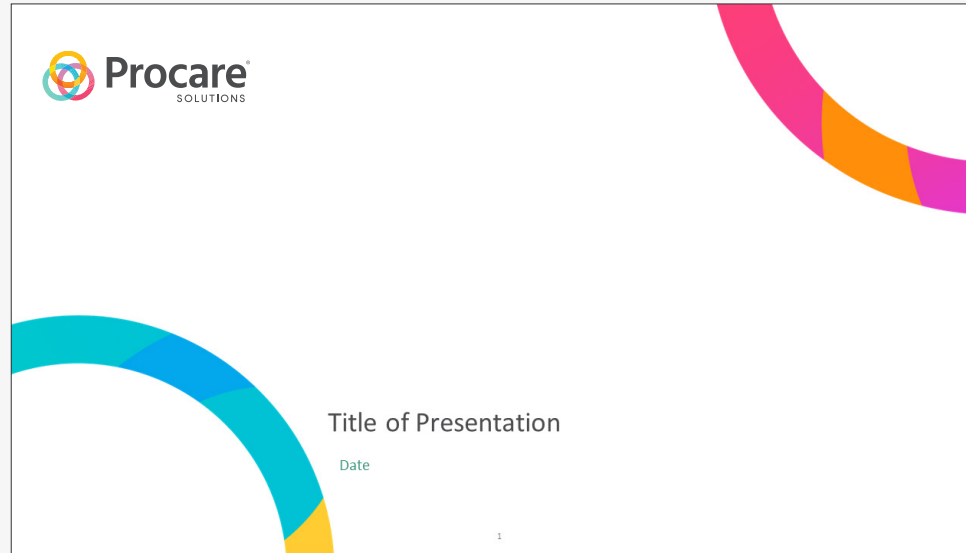 Procare®
SOLUTIONS
Title of Presentation
Date
1